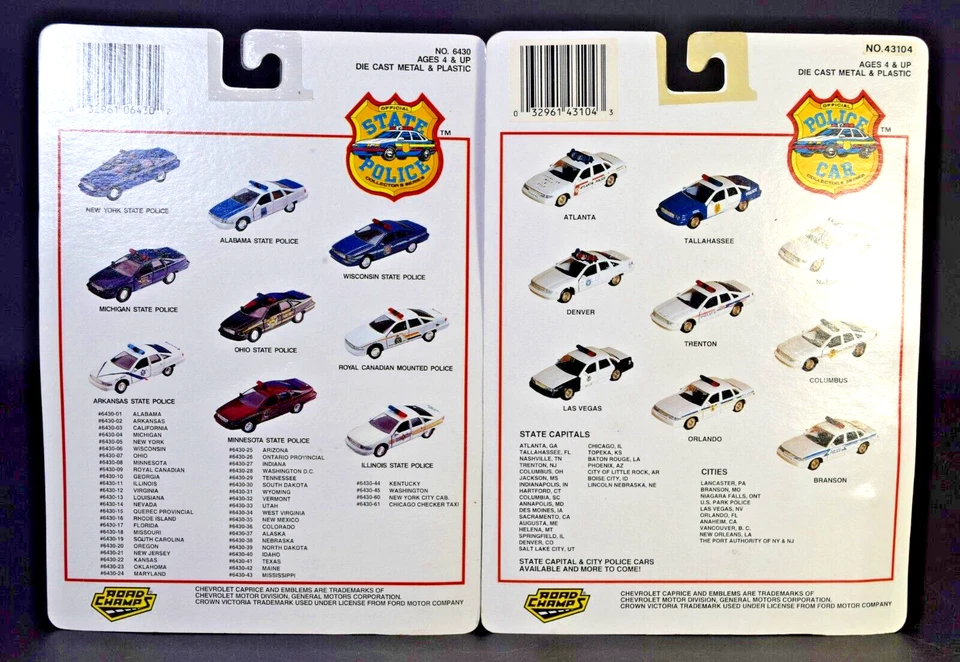 NO. 6430
AGES 4 & UP
DIE CAST METAL & PLASTIC
OFFICIAL
STATE
POLICE
COLLECTOR'S SERIES
TM
NEW YORK STATE POLICE
ALABAMA STATE POLICE
WISCONSIN STATE POLICE
MICHIGAN STATE POLICE
OHIO STATE POLICE
ROYAL CANADIAN MOUNTED POLICE
ARKANSAS STATE POLICE
MINNESOTA STATE POLICE
ILLINOIS STATE POLICE
#6430-01 ALABAMA
#6430-02 ARKANSAS
#6430-03 CALIFORNIA
#6430-04 MICHIGAN
#6430-05 NEW YORK
#6430-06 WISCONSIN
#6430-07 OHIO
#6430-08 MINNESOTA
#6430-09 ROYAL CANADIAN
#6430-10 GEORGIA
#6430-11 ILLINOIS
#6430-12 VIRGINIA
#6430-13 LOUISIANA
#6430-14 NEVADA
#6430-15 QUEREC PROVINCIAL
#6430-16 RHODE ISLAND
#6430-17 FLORIDA
#6430-18 MISSOURI
#6430-19 SOUTH CAROLINA
#6430-20 OREGON
#6430-21 NEW JERSEY
#6430-22 KANSAS
#6430-23 OKLAHOMA
#6430-24 MARYLAND
#6430-25 ARIZONA
#6430-26 ONTARIO PROVINCIAL
#6430-27 INDIANA
#6430-28 WASHINGTON D.C.
#6430-29 TENNESSEE
#6430-30 SOUTH DAKOTA
#6430-31 WYOMING
#6430-32 VERMONT
#6430-33 UTAH
#6430-34 WEST VIRGINIA
#6430-35 NEW MEXICO
#6430-36 COLORADO
#6430-37 ALASKA
#6430-38 NEBRASKA
#6430-39 NORTH DAKOTA
#6430-40 IDAHO
#6430-41 TEXAS
#6430-42 MAINE
#6430-43 MISSISSIPPI
#6430-44 KENTUCKY
#6430-45 WASHINGTON
#6430-60 NEW YORK CITY CAB.
#6430-61 CHICAGO CHECKER TAXI
ROAD
CHAMPS
CHEVROLET CAPRICE AND EMBLEMS ARE TRADEMARKS OF
CHEVROLET MOTOR DIVISION, GENERAL MOTORS CORPORATION.
CROWN VICTORIA TRADEMARK USED UNDER LICENSE FROM FORD MOTOR COMPANY
0 32961 43104 3
NO.43104
AGES 4 & UP
DIE CAST METAL & PLASTIC
OFFICIAL
POLICE
CAR
COLLECTOR'S SERIES
TM
ATLANTA
TALLAHASSEE
DENVER
TRENTON
COLUMBUS
LAS VEGAS
ORLANDO
BRANSON
STATE CAPITALS
ATLANTA, GA
TALLAHASSEE, FL
NASHVILLE, TN
TRENTON, NJ
COLUMBUS, OH
JACKSON, MS
INDIANAPOLIS, IN
HARTFORD, CT
COLUMBIA, SC
ANNAPOLIS, MD
DES MOINES, IA
SACRAMENTO, CA
AUGUSTA, ME
HELENA, MT
SPRINGFIELD, IL
DENVER, CO
SALT LAKE CITY, UT
CHICAGO, IL
TOPEKA, KS
BATON ROUGE, LA
PHOENIX, AZ
CITY OF LITTLE ROCK, AR
BOISE CITY, ID
LINCOLN NEBRASKA, NE
CITIES
LANCASTER, PA
BRANSON, MO
NIAGARA FALLS, ONT
U.S. PARK POLICE
LAS VEGAS, NV
ORLANDO, FL
ANAHEIM, CA
VANCOUVER, B. C.
NEW ORLEANS, LA
THE PORT AUTHORITY OF NY & NJ
STATE CAPITAL & CITY POLICE CARS
AVAILABLE AND MORE TO COME!
ROAD
CHAMPS
CHEVROLET CAPRICE AND EMBLEMS ARE TRADEMARKS OF
CHEVROLET MOTOR DIVISION, GENERAL MOTORS CORPORATION.
CROWN VICTORIA TRADEMARK USED UNDER LICENSE FROM FORD MOTOR COMPANY